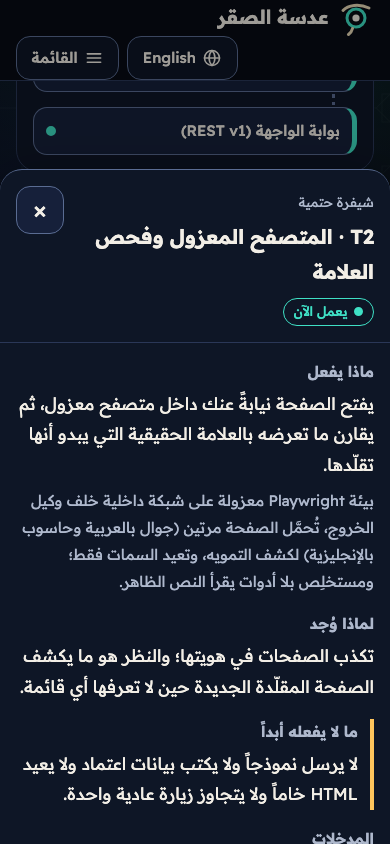 عدسة الصقر
English
القائمة
بوابة الواجهة (REST v1)
شيفرة حتمية
×
T2 · المتصفح المعزول وفحص
العلامة
يعمل الآن
ماذا يفعل
يفتح الصفحة نيابةً عنك داخل متصفح معزول، ثم
يقارن ما تعرضه بالعلامة الحقيقية التي يبدو أنها
تقلّدها.
بيئة Playwright معزولة على شبكة داخلية خلف وكيل
الخروج، تُحمَّل الصفحة مرتين (جوال بالعربية وحاسوب
بالإنجليزية) لكشف التمويه، وتعيد السمات فقط؛
ومستخلِص بلا أدوات يقرأ النص الظاهر.
لماذا وُجد
تكذب الصفحات في هويتها؛ والنظر هو ما يكشف
الصفحة المقلّدة الجديدة حين لا تعرفها أي قائمة.
ما لا يفعله أبداً
لا يرسل نموذجاً ولا يكتب بيانات اعتماد ولا يعيد
HTML خاماً ولا يتجاوز زيارة عادية واحدة.
المدخلات